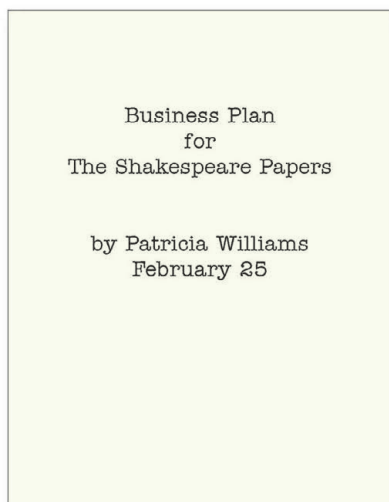 Business Plan
for
The Shakespeare Papers
by Patricia Williams
February 25